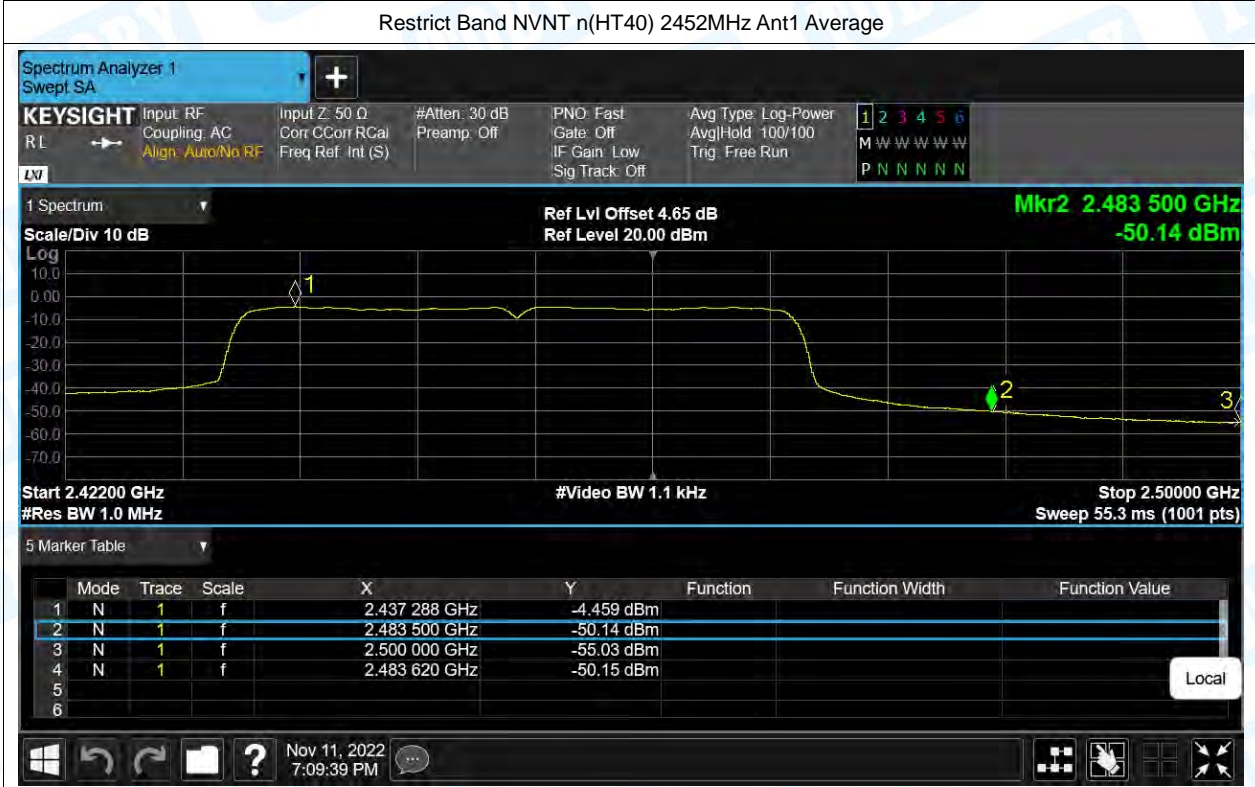 Restrict Band NVNT n(HT40) 2452MHz Ant1 Average
Spectrum Analyzer 1
Swept SA
+
KEYSIGHT Input: RF Input Z: 50 Ω #Atten: 30 dB PNO: Fast Avg Type: Log-Power 1 2 3 4 5 6
R L Coupling: AC Corr CCorr RCal Preamp: Off Gate: Off Avg|Hold: 100/100 M W W W W W
Align: Auto/No RF Freq Ref: Int (S) IF Gain: Low Trig: Free Run
LXI Sig Track: Off P N N N N N
1 Spectrum Ref Lvl Offset 4.65 dB Mkr2 2.483 500 GHz
Scale/Div 10 dB Ref Level 20.00 dBm -50.14 dBm
Log
10.0
1
0.00
-10.0
-20.0
-30.0
-40.0
2
3
-50.0
-60.0
-70.0
Start 2.42200 GHz #Video BW 1.1 kHz Stop 2.50000 GHz
#Res BW 1.0 MHz Sweep 55.3 ms (1001 pts)
5 Marker Table
Mode Trace Scale X Y Function Function Width Function Value
1 N 1 f 2.437 288 GHz -4.459 dBm
2 N 1 f 2.483 500 GHz -50.14 dBm
3 N 1 f 2.500 000 GHz -55.03 dBm
4 N 1 f 2.483 620 GHz -50.15 dBm
5
6
Local
? Nov 11, 2022
7:09:39 PM